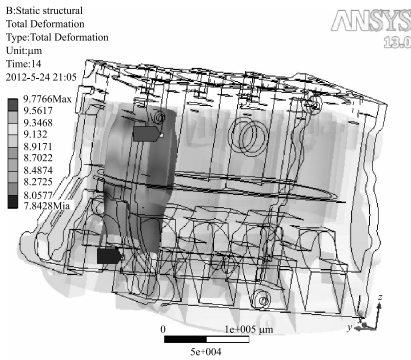 B:Static structural
Total Deformation
Type:Total Deformation
Unit:μm
Time:14
2012-5-24 21:05
ANSYS
13.0
9.7766Max
9.5617
9.3468
9.132
8.9171
8.7022
8.4874
8.2725
8.0577
7.8428Mia
z
y
0
1e+005 μm
5e+004